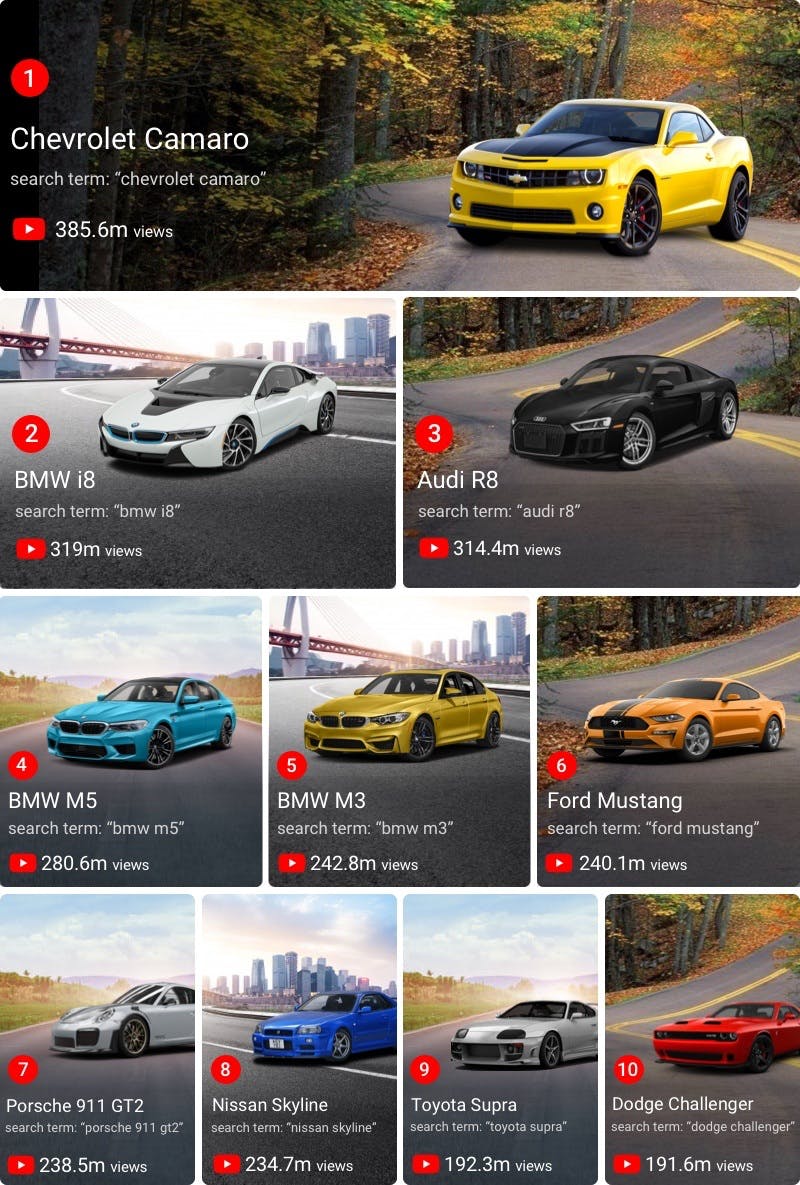 1
Chevrolet Camaro
search term: “chevrolet camaro”
385.6m views
2
BMW i8
search term: “bmw i8”
319m views
3
Audi R8
search term: “audi r8”
314.4m views
4
BMW M5
search term: “bmw m5”
280.6m views
5
BMW M3
search term: “bmw m3”
242.8m views
6
Ford Mustang
search term: “ford mustang”
240.1m views
7
Porsche 911 GT2
search term: “porsche 911 gt2”
238.5m views
8
Nissan Skyline
search term: “nissan skyline”
234.7m views
9
Toyota Supra
search term: “toyota supra”
192.3m views
10
Dodge Challenger
search term: “dodge challenger”
191.6m views